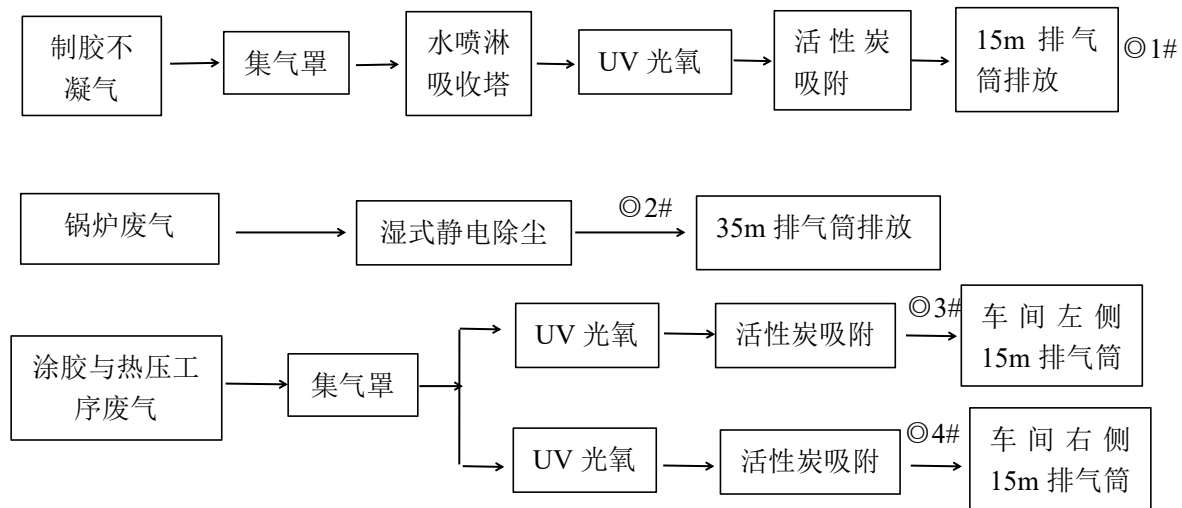 制胶不
凝气
集气罩
水喷淋
吸收塔
UV 光氧
活性炭
吸附
15m 排气
筒排放
◎1#
锅炉废气
湿式静电除尘
◎2#
35m 排气筒排放
涂胶与热压工
序废气
集气罩
UV 光氧
活性炭吸附
◎3#
车间左侧
15m 排气筒
UV 光氧
活性炭吸附
◎4#
车间右侧
15m 排气筒